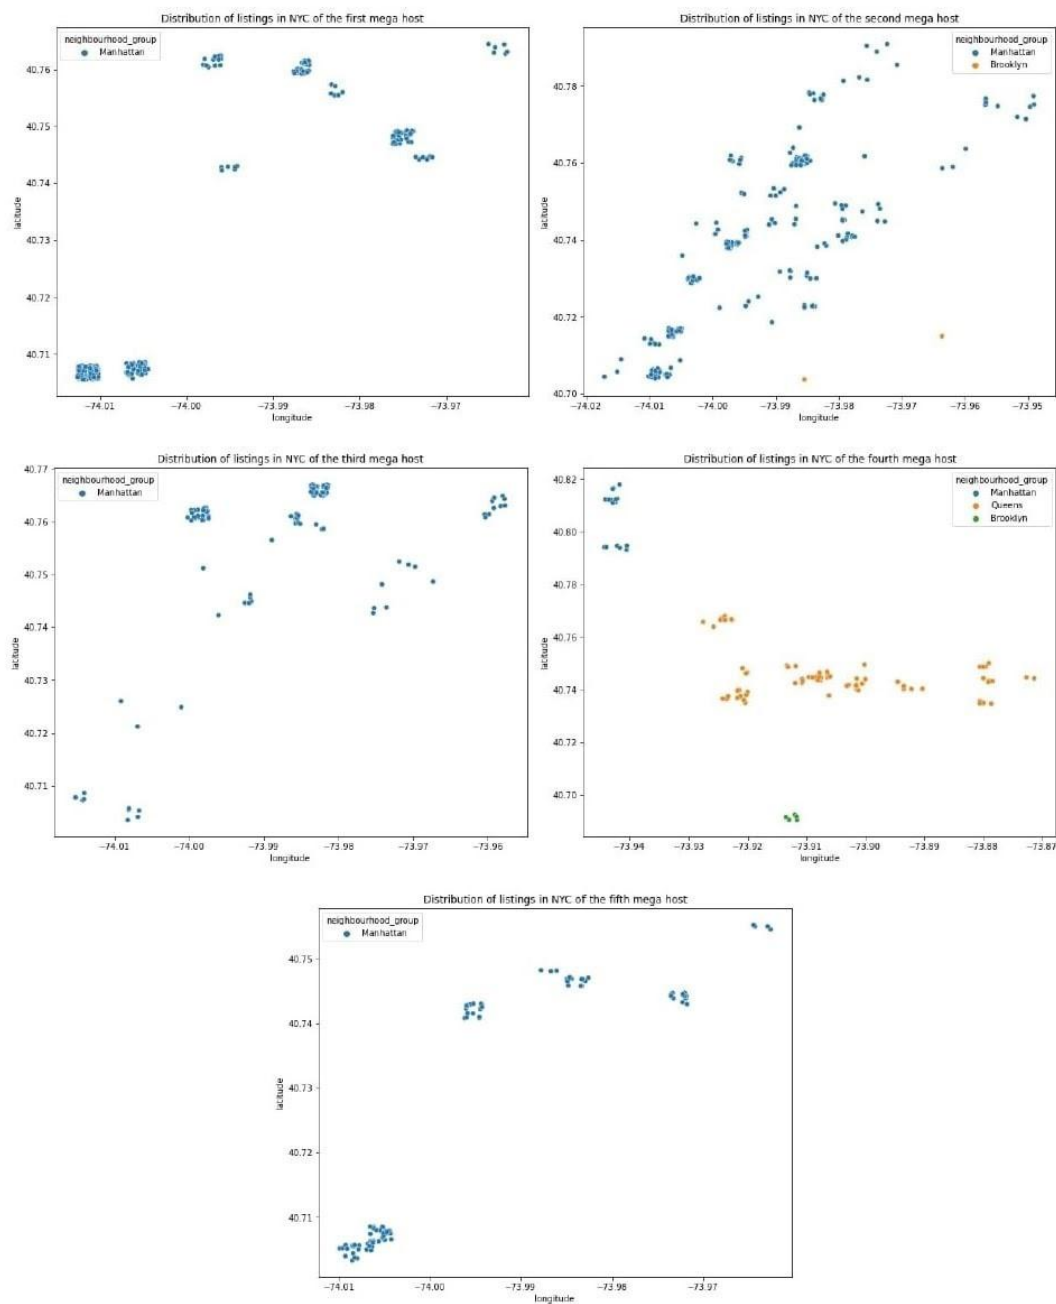 Distribution of listings in NYC of the first mega host
neighbourhood_group
Manhattan
40.76
40.75
40.74
40.73
40.72
40.71
latitude
−74.01 −74.00 −73.99 −73.98 −73.97
longitude
Distribution of listings in NYC of the second mega host
neighbourhood_group
Manhattan
Brooklyn
40.78
40.76
40.74
40.72
40.70
latitude
−74.02 −74.01 −74.00 −73.99 −73.98 −73.97 −73.96 −73.95
longitude
Distribution of listings in NYC of the third mega host
neighbourhood_group
Manhattan
40.77
40.76
40.75
40.74
40.73
40.72
40.71
latitude
−74.01 −74.00 −73.99 −73.98 −73.97 −73.96
longitude
Distribution of listings in NYC of the fourth mega host
neighbourhood_group
Manhattan
Queens
Brooklyn
40.82
40.80
40.78
40.76
40.74
40.72
40.70
latitude
−73.94 −73.93 −73.92 −73.91 −73.90 −73.89 −73.88 −73.87
longitude
Distribution of listings in NYC of the fifth mega host
neighbourhood_group
Manhattan
40.75
40.74
40.73
40.72
40.71
latitude
−74.01 −74.00 −73.99 −73.98 −73.97
longitude